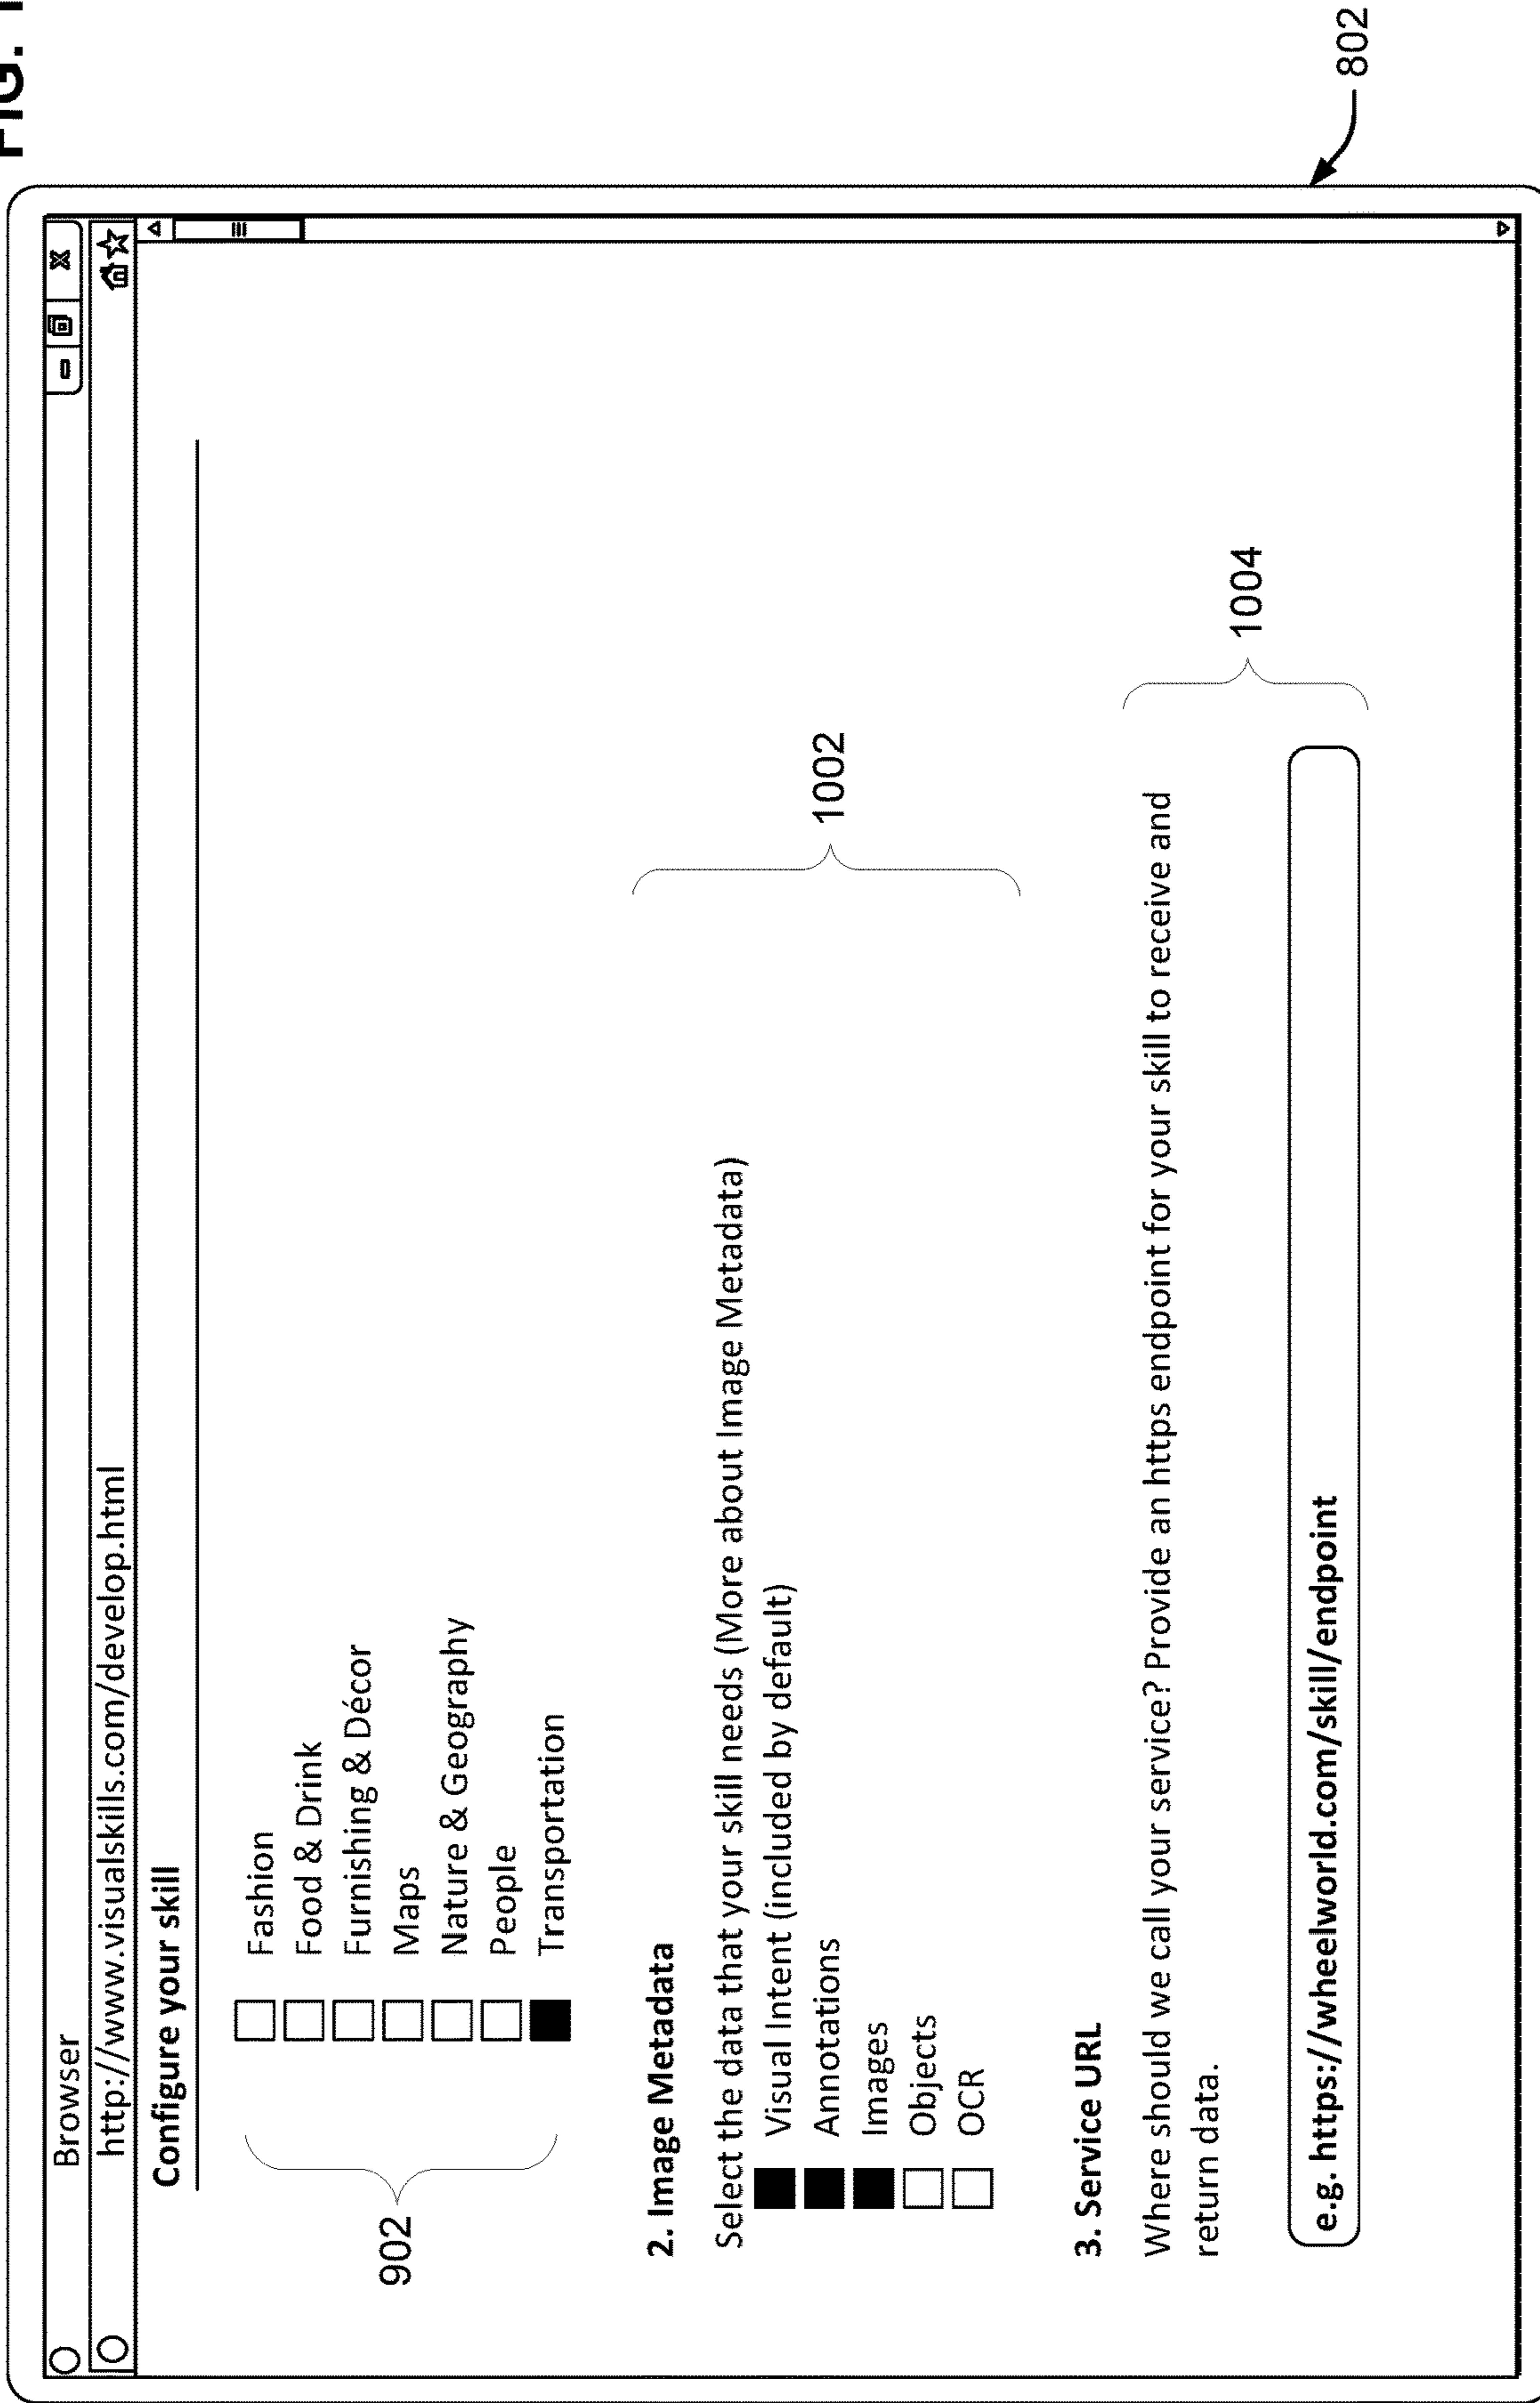 FIG. 1
Browser
http://www.visualskills.com/develop.html
Configure your skill
Fashion
Food & Drink
Furnishing & Décor
Maps
Nature & Geography
People
Transportation
902
2. Image Metadata
Select the data that your skill needs (More about Image Metadata)
Visual Intent (included by default)
Annotations
Images
Objects
OCR
1002
3. Service URL
Where should we call your service? Provide an https endpoint for your skill to receive and
return data.
e.g. https://wheelworld.com/skill/endpoint
1004
802